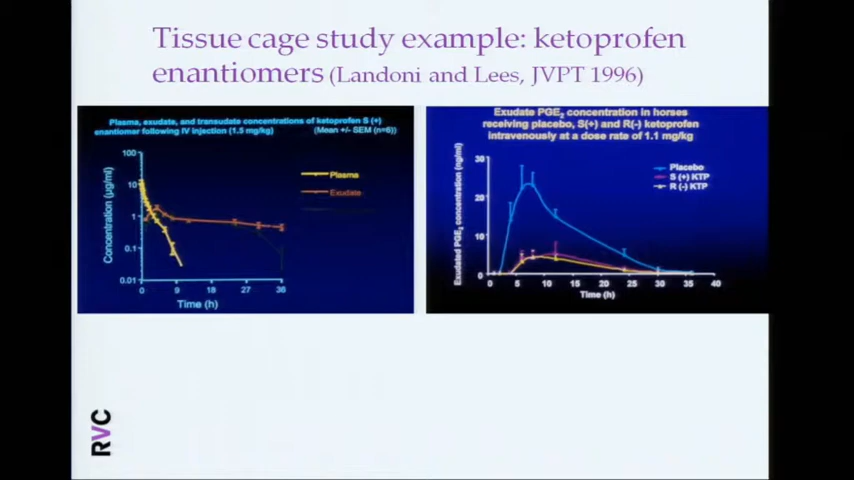 Tissue cage study example: ketoprofen
enantiomers (Landoni and Lees, JVPT 1996)
Plasma, exudate, and transudate concentrations of ketoprofen S (+)
enantiomer following IV injection (1.5 mg/kg) (Mean +/- SEM (n=6))
100
10
1
0.1
0.01
Concentration (µg/ml)
0 9 18 27 36
Time (h)
Plasma
Exudate
Exudate PGE2 concentration in horses
receiving placebo, S(+) and R(-) ketoprofen
intravenously at a dose rate of 1.1 mg/kg
Exudated PGE2 concentration (ng/ml)
30
20
10
0
0 5 10 15 20 25 30 35 40
Time (h)
Placebo
S (+) KTP
R (-) KTP
RVC